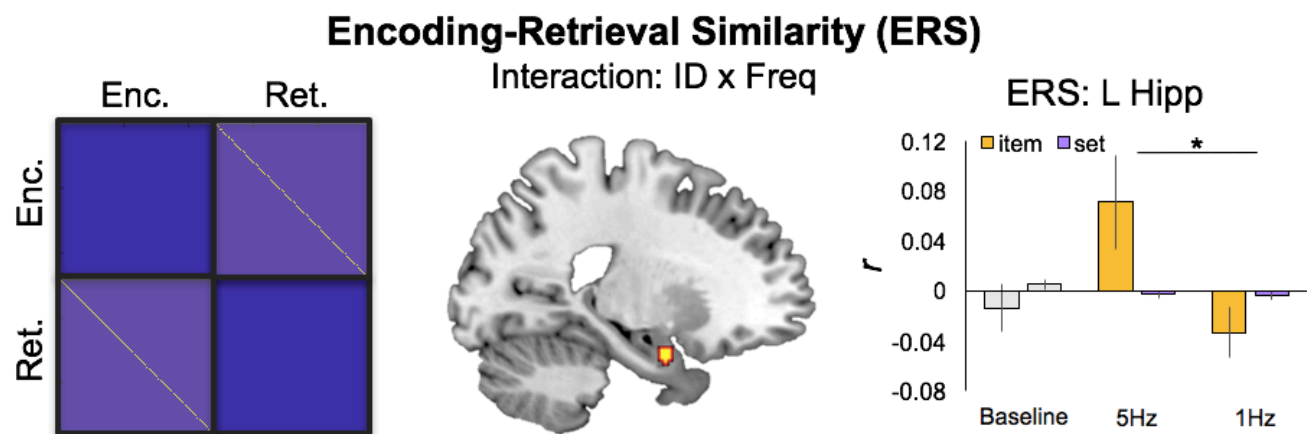 Encoding-Retrieval Similarity (ERS)
Interaction: ID x Freq
Enc. Ret.
Enc.
Ret.
ERS: L Hipp
item set
*
0.12
0.08
0.04
0
-0.04
-0.08
r
Baseline 5Hz 1Hz